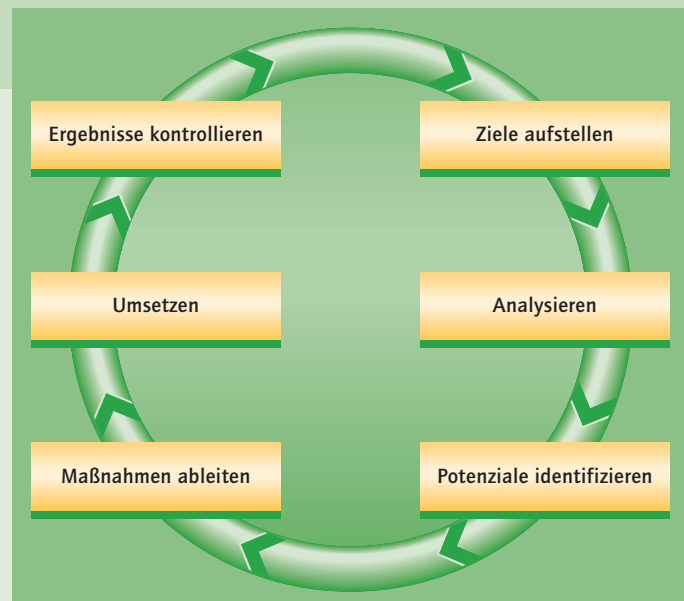 Ergebnisse kontrollieren
Ziele aufstellen
Umsetzen
Analysieren
Maßnahmen ableiten
Potenziale identifizieren